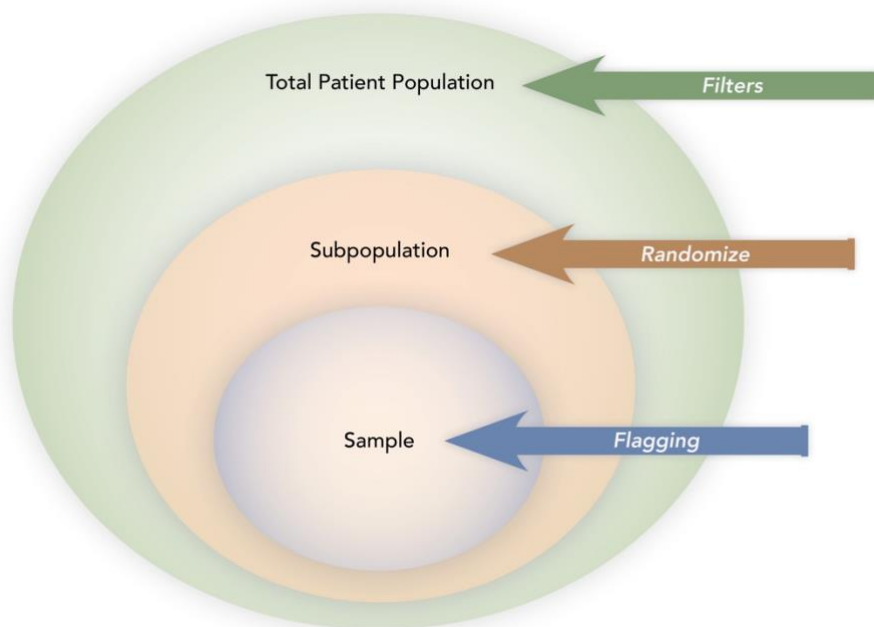 Total Patient Population
Filters
Subpopulation
Randomize
Sample
Flagging